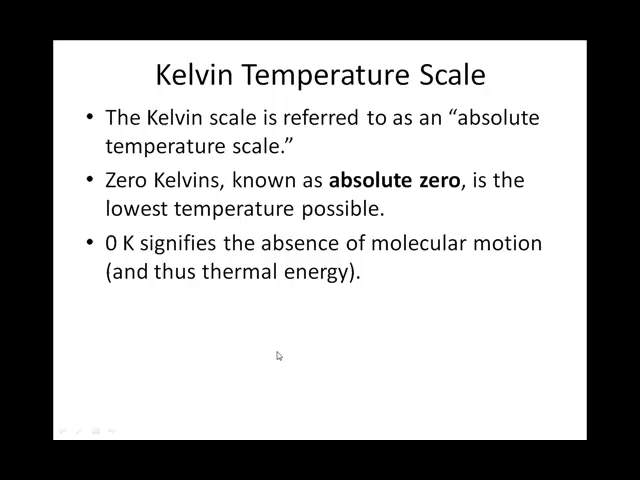 Kelvin Temperature Scale
• The Kelvin scale is referred to as an “absolute
temperature scale.”
• Zero Kelvins, known as absolute zero, is the
lowest temperature possible.
• 0 K signifies the absence of molecular motion
(and thus thermal energy).